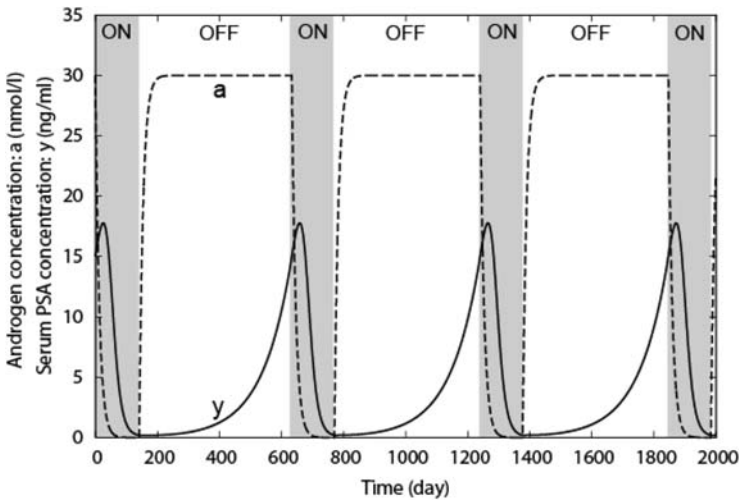 Androgen concentration: a (nmol/l)
Serum PSA concentration: y (ng/ml)
35
30
25
20
15
10
5
0
ON OFF ON OFF ON OFF ON
a
y
0 200 400 600 800 1000 1200 1400 1600 1800 2000
Time (day)